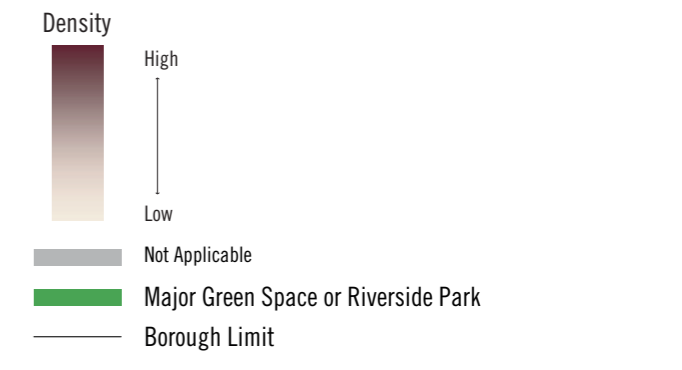 Density
High
Low
Not Applicable
Major Green Space or Riverside Park
Borough Limit